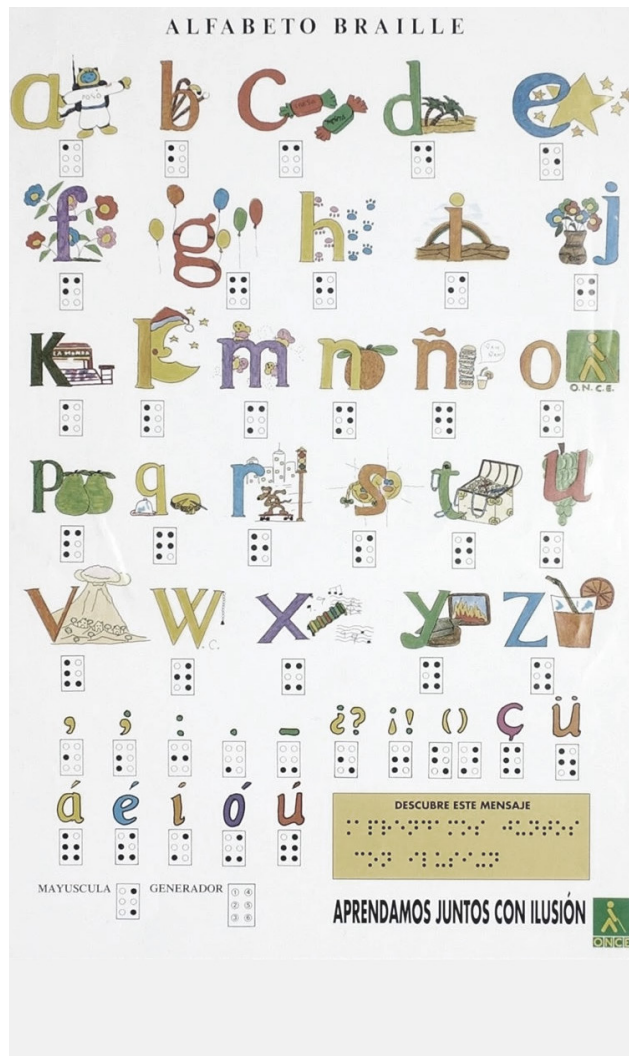 ALFABETO BRAILLE
a b c d e
f g h i j
K l m n ñ o
O.N.C.E.
p q r s t u
v w x y z
, ; : . - ¿? ¡! () ç ü
á é í ó ú
DESCUBRE ESTE MENSAJE
MAYUSCULA GENERADOR
1 4
2 5
3 6
APRENDAMOS JUNTOS CON ILUSIÓN
ONCE